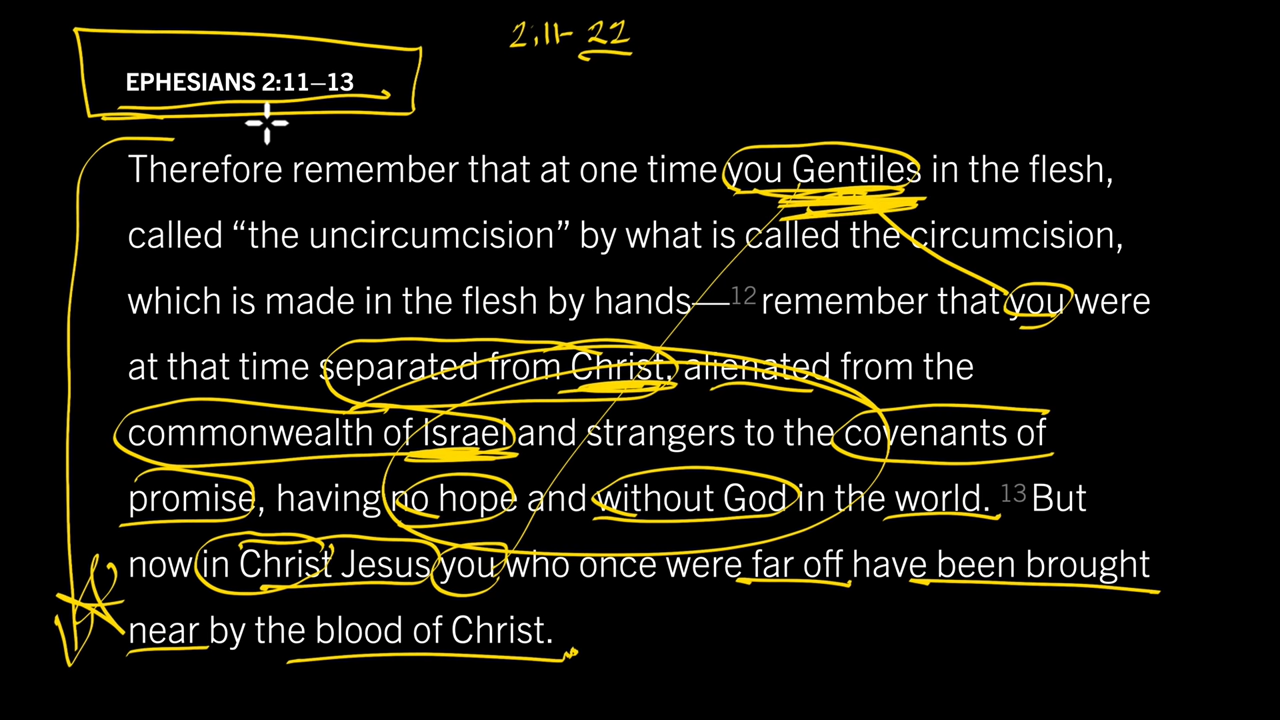 2:11- 22
EPHESIANS 2:11–13
Therefore remember that at one time you Gentiles in the flesh,
called “the uncircumcision” by what is called the circumcision,
which is made in the flesh by hands—12 remember that you were
at that time separated from Christ, alienated from the
commonwealth of Israel and strangers to the covenants of
promise, having no hope and without God in the world. 13 But
now in Christ Jesus you who once were far off have been brought
near by the blood of Christ.